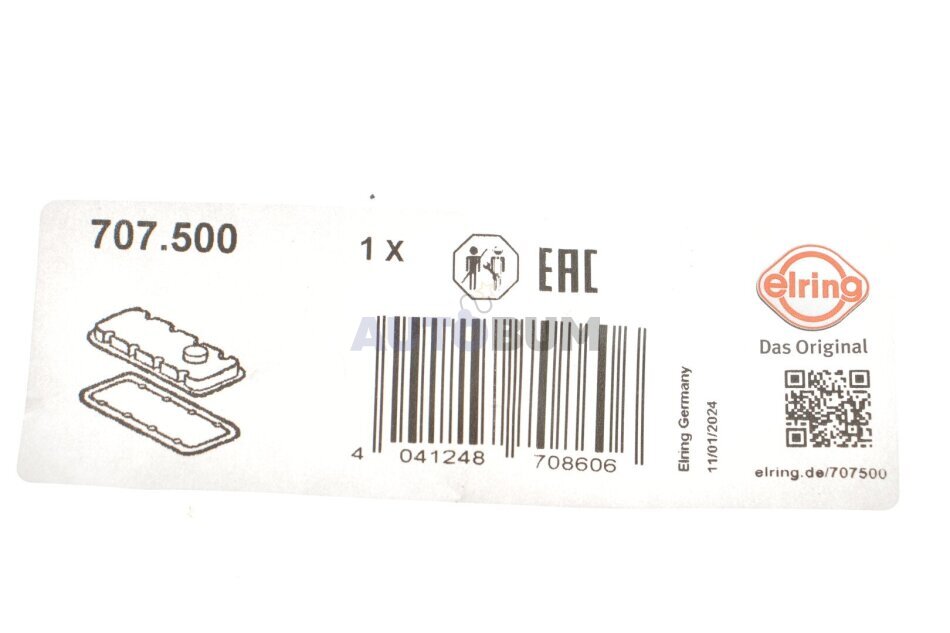 707.500
1 X
EAC
elring
Das Original
AUTOBUM
4 041248 708606
Elring Germany
11/01/2024
elring.de/707500